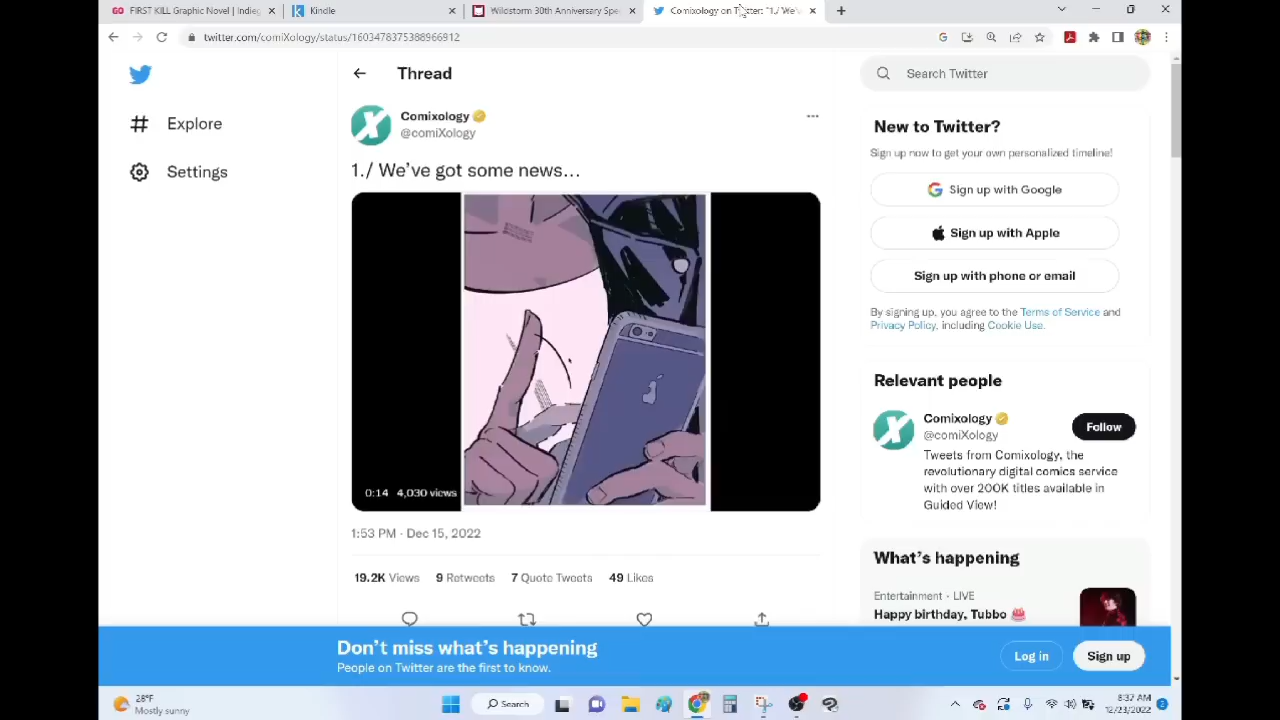 FIRST KILL Graphic Novel | Indieg
Kindle
Wildstorm 30th Anniversary Spe
Comixology on Twitter: "1./ We'v
twitter.com/comiXology/status/1603478375388966912
Thread
Search Twitter
Explore
Settings
Comixology
@comiXology
1./ We've got some news...
0:14 4,030 views
1:53 PM · Dec 15, 2022
19.2K Views 9 Retweets 7 Quote Tweets 49 Likes
New to Twitter?
Sign up now to get your own personalized timeline!
Sign up with Google
Sign up with Apple
Sign up with phone or email
By signing up, you agree to the Terms of Service and
Privacy Policy, including Cookie Use.
Relevant people
Comixology
@comiXology
Follow
Tweets from Comixology, the
revolutionary digital comics service
with over 200K titles available in
Guided View!
What's happening
Entertainment · LIVE
Happy birthday, Tubbo 🎂
Don't miss what's happening
People on Twitter are the first to know.
Log in
Sign up
28°F
Mostly sunny
Search
8:37 AM
12/23/2022
2